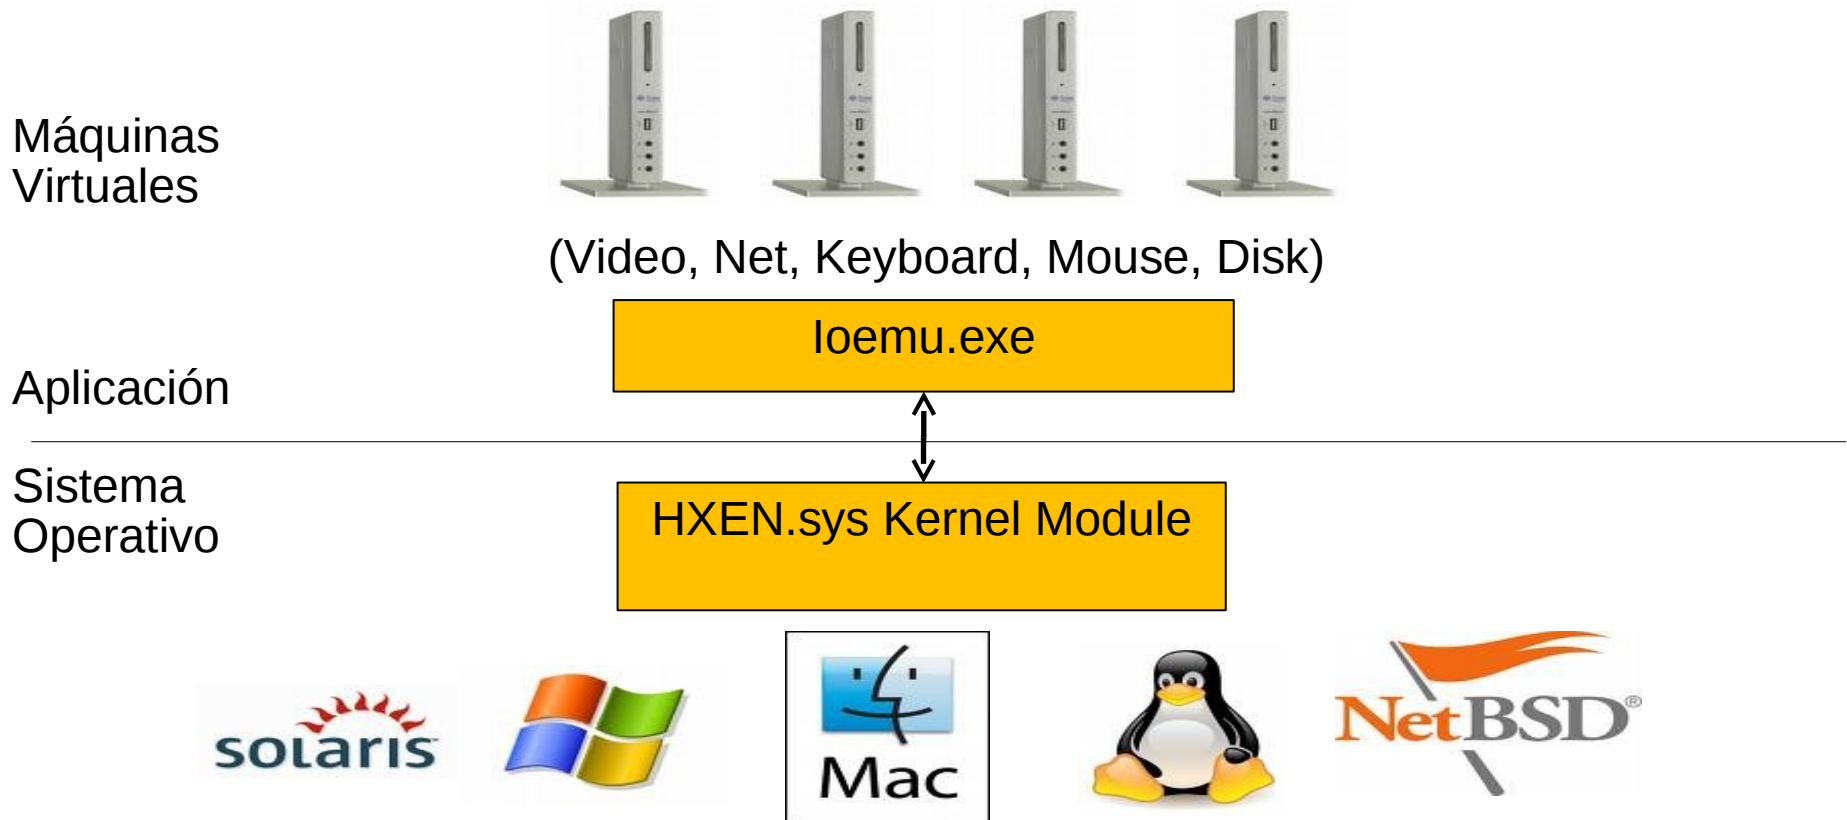 Máquinas
Virtuales
(Video, Net, Keyboard, Mouse, Disk)
Ioemu.exe
Aplicación
Sistema
Operativo
HXEN.sys Kernel Module
solaris
Mac
NetBSD®